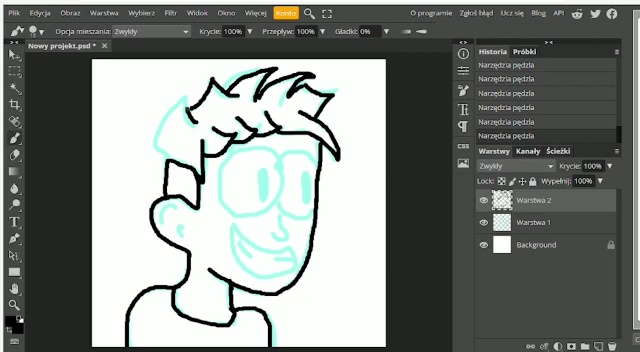 Plik Edycja Obraz Warstwa Wybierz Filtr Widok Okno Więcej Konto O programie Zgłoś błąd Ucz się Blog API
Opcja mieszania: Zwykły Krycie: 100% Przepływ: 100% Gładki: 0%
Nowy projekt.psd *
Historia Próbki
Narzędzia pędzla
Narzędzia pędzla
Narzędzia pędzla
Narzędzia pędzla
Narzędzia pędzla
Narzędzia pędzla
CSS
Warstwy Kanały Ścieżki
Zwykły Krycie: 100%
Lock: Wypełnij: 100%
Warstwa 2
Warstwa 1
Background